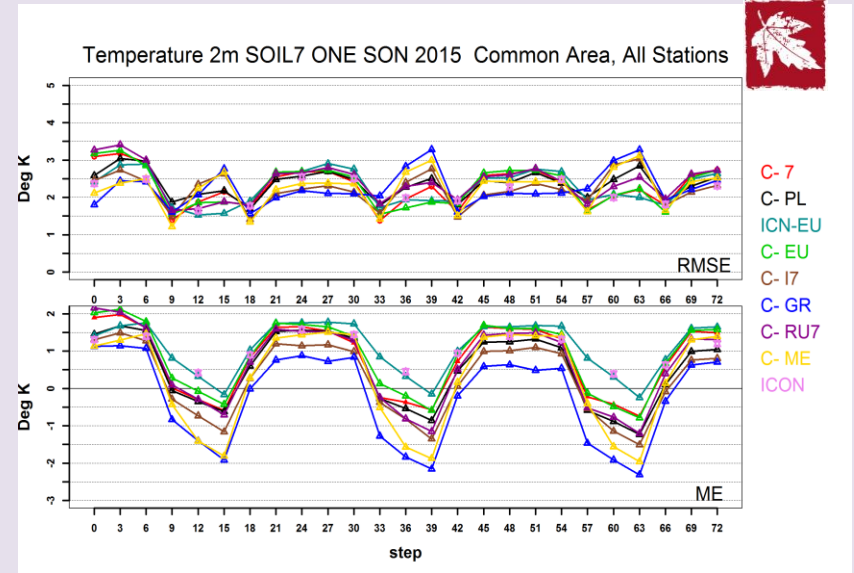 Temperature 2m SOIL7 ONE SON 2015 Common Area, All Stations
Deg K
5
4
3
2
1
0
RMSE
0 3 6 9 12 15 18 21 24 27 30 33 36 39 42 45 48 51 54 57 60 63 66 69 72
Deg K
2
1
0
-1
-2
-3
ME
0 3 6 9 12 15 18 21 24 27 30 33 36 39 42 45 48 51 54 57 60 63 66 69 72
step
C- 7
C- PL
ICN-EU
C- EU
C- I7
C- GR
C- RU7
C- ME
ICON